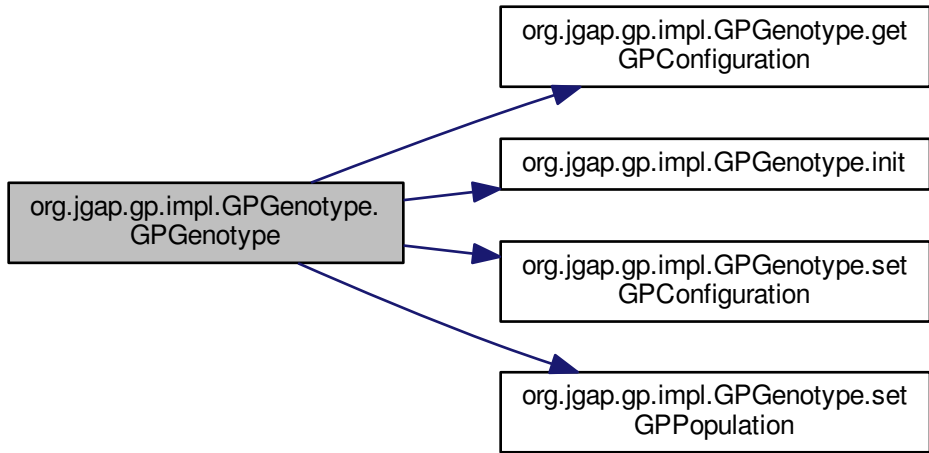 org.jgap.gp.impl.GPGenotype.
GPGenotype
org.jgap.gp.impl.GPGenotype.get
GPConfiguration
org.jgap.gp.impl.GPGenotype.init
org.jgap.gp.impl.GPGenotype.set
GPConfiguration
org.jgap.gp.impl.GPGenotype.set
GPPopulation